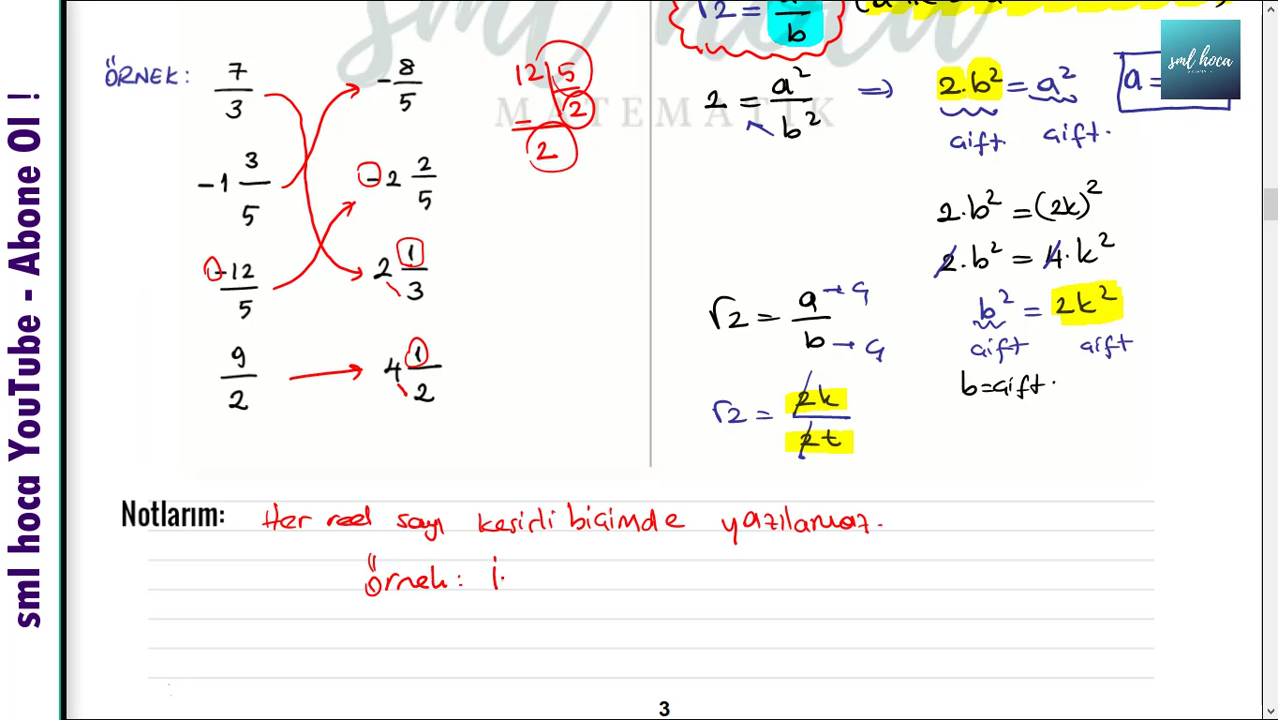 sml hoca YouTube - Abone Ol !
sml hoca
MATEMATİK
ÖRNEK:
7/3
-8/5
12 | 5
-
2
2
-1 3/5
-2 2/5
-12/5
2 1/3
9/2
4 1/2
√2 = a/b
2 = a²/b² ⇒ 2.b² = a²
çift çift.
a =
sml hoca
2.b² = (2k)²
2.b² = 4.k²
b² = 2k²
çift çift
b=çift.
√2 = a/b → Ç → Ç
√2 = 2k/2t
Notlarım: Her reel sayı kesirli biçimde yazılamaz.
Örnek: İ.
3